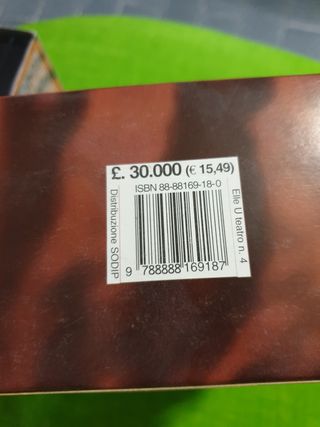 £. 30.000 (€ 15,49)
ISBN 88-88169-18-0
9 788888 169187
Distribuzione SODIP
Elle U teatro n. 4